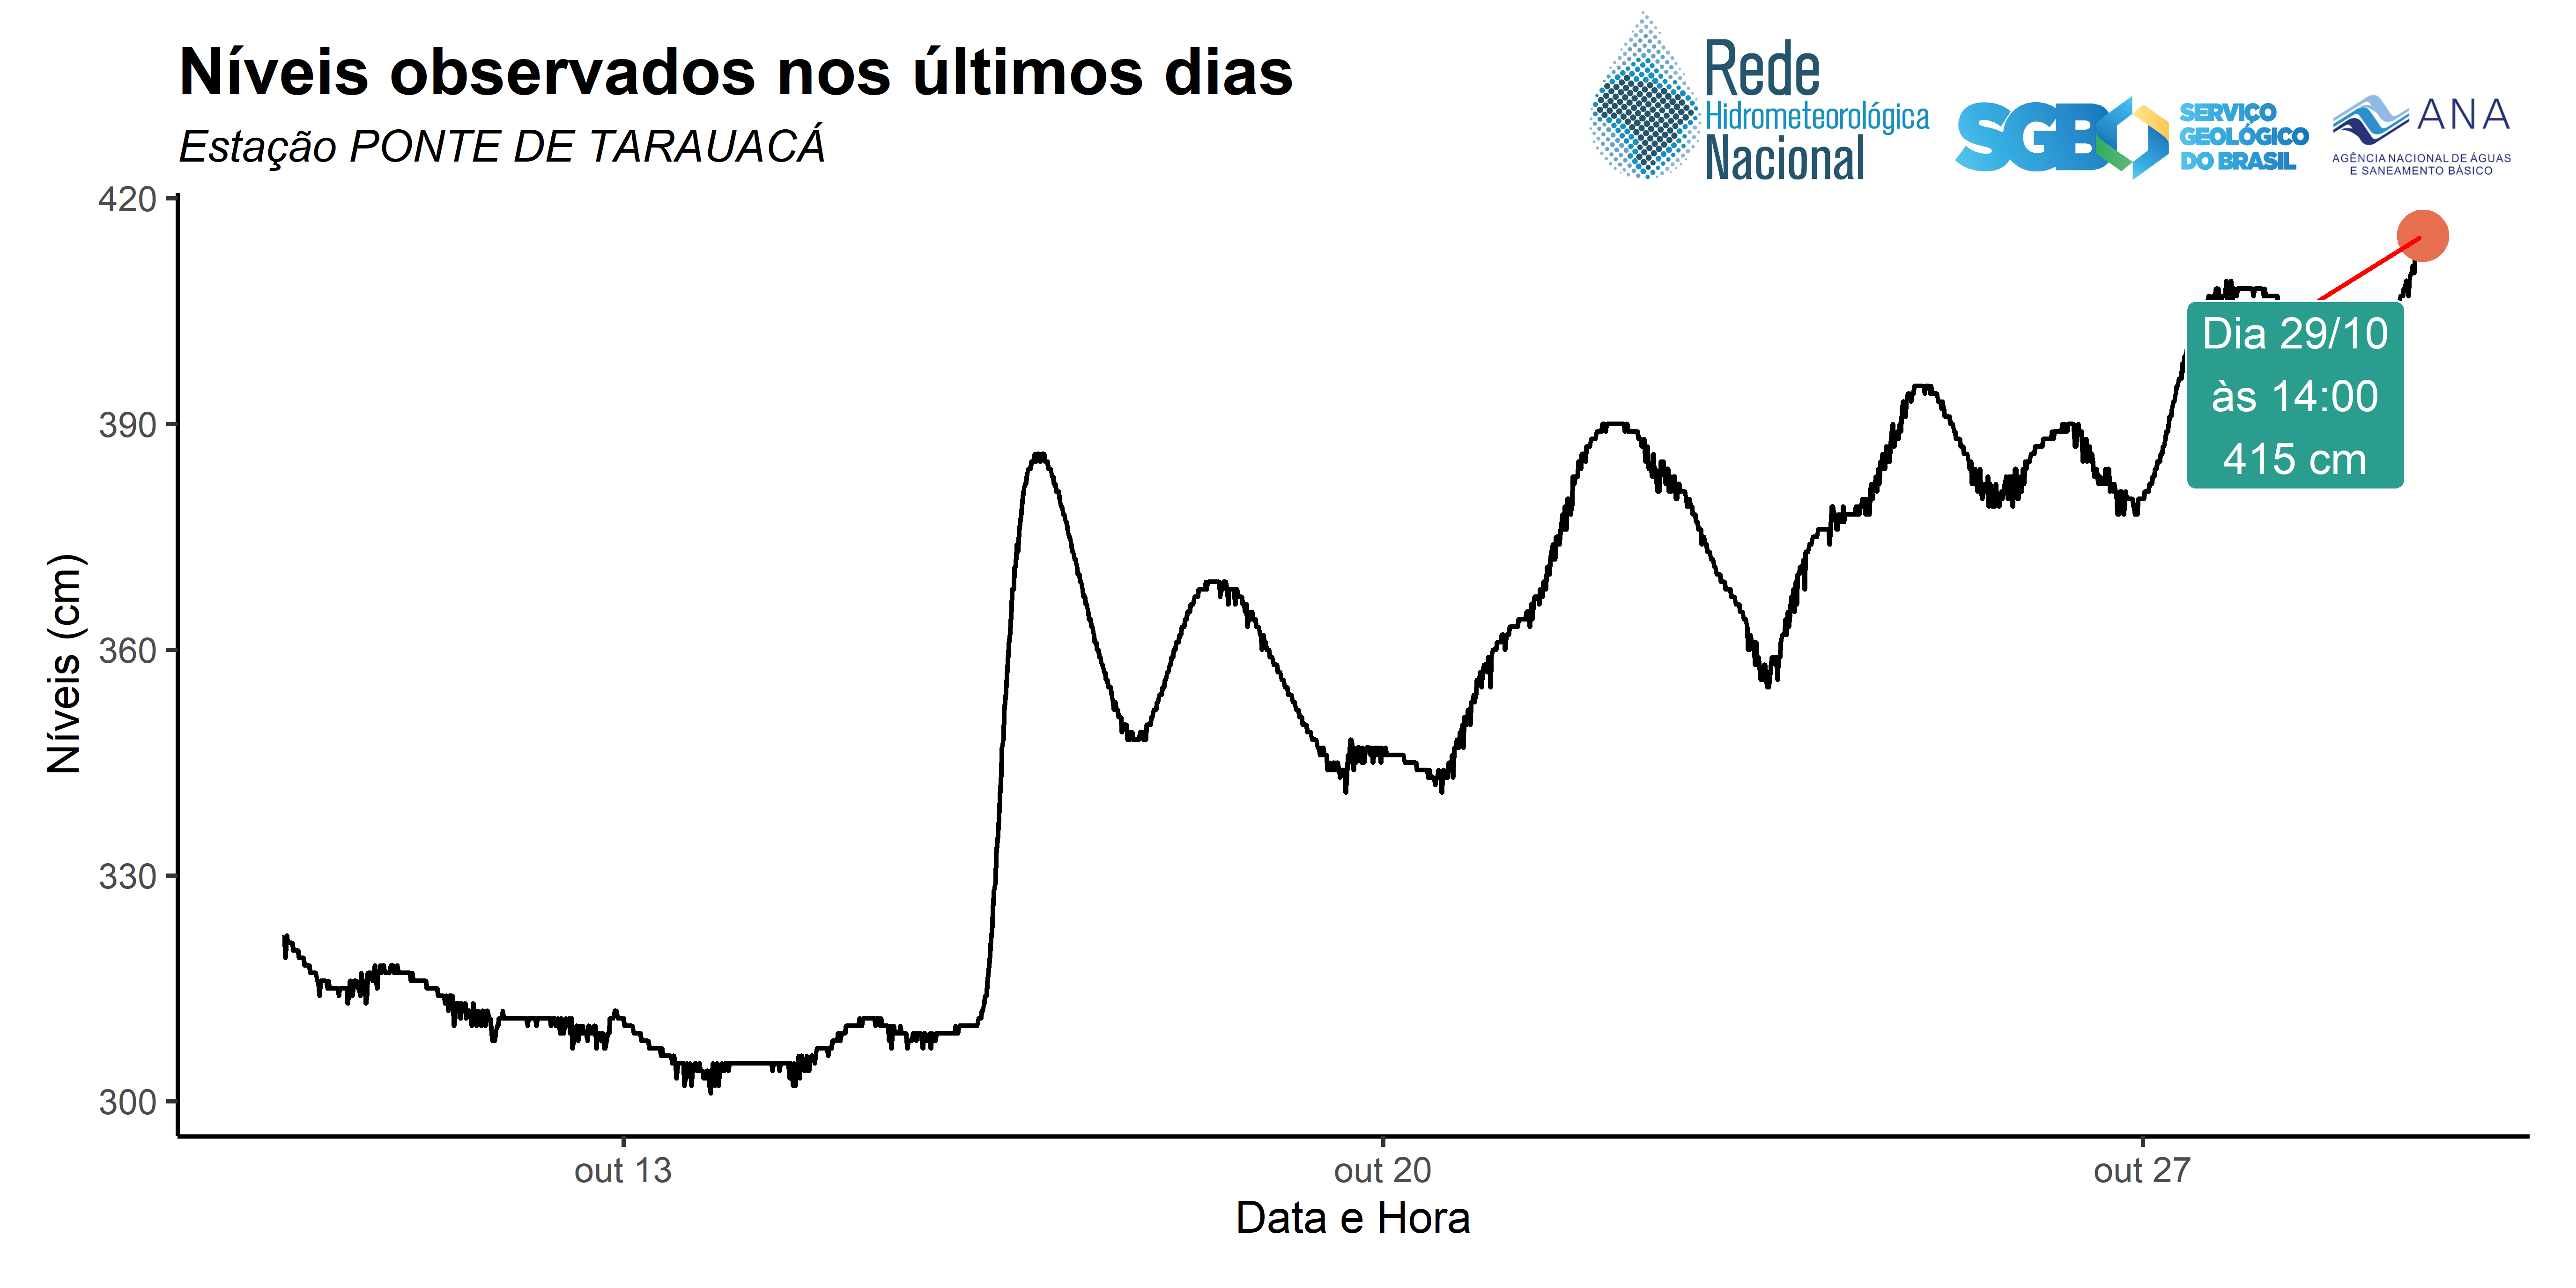 Níveis observados nos últimos dias
Estação PONTE DE TARAUACÁ
Rede
Hidrometeorológica
Nacional
SGB
SERVIÇO
GEOLÓGICO
DO BRASIL
ANA
AGÊNCIA NACIONAL DE ÁGUAS
E SANEAMENTO BÁSICO
420
390
360
330
300
Níveis (cm)
Dia 29/10
às 14:00
415 cm
out 13
out 20
out 27
Data e Hora